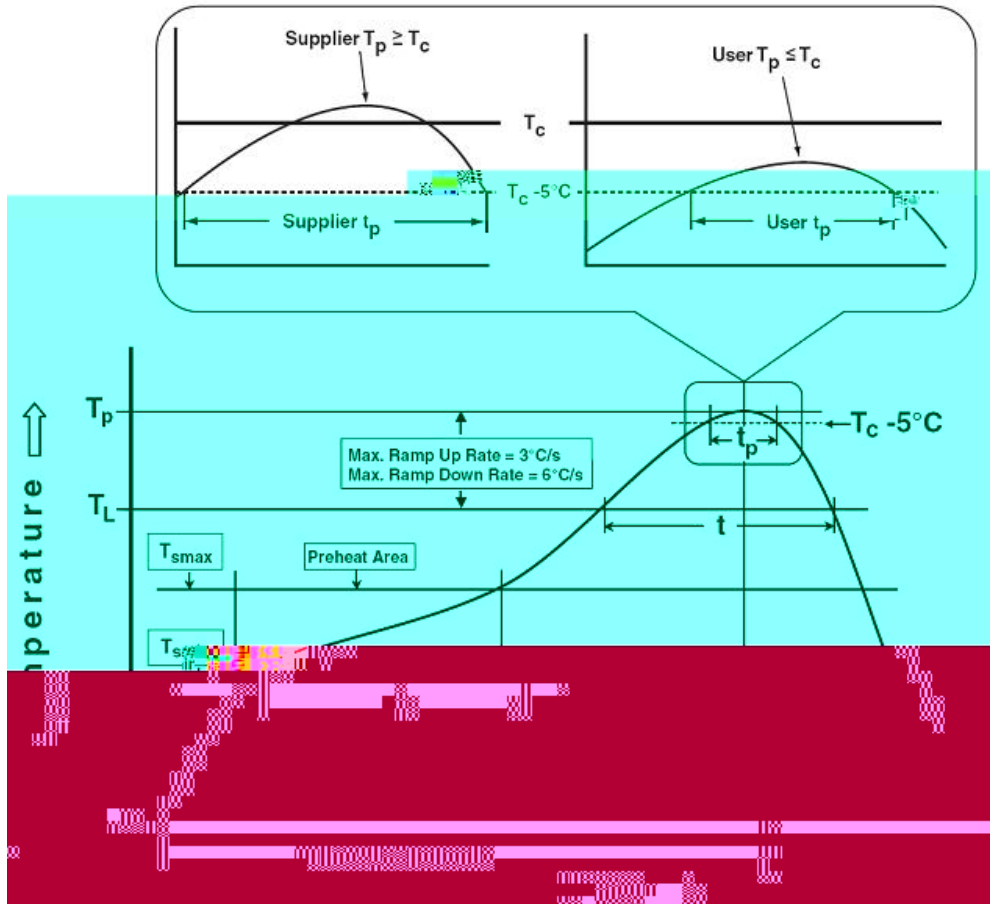 Supplier Tp ≥ Tc
User Tp ≤ Tc
Tc
Tc -5°C
Supplier tp
User tp
Tp
Tc -5°C
tp
Max. Ramp Up Rate = 3°C/s
Max. Ramp Down Rate = 6°C/s
TL
t
Tsmax
Preheat Area